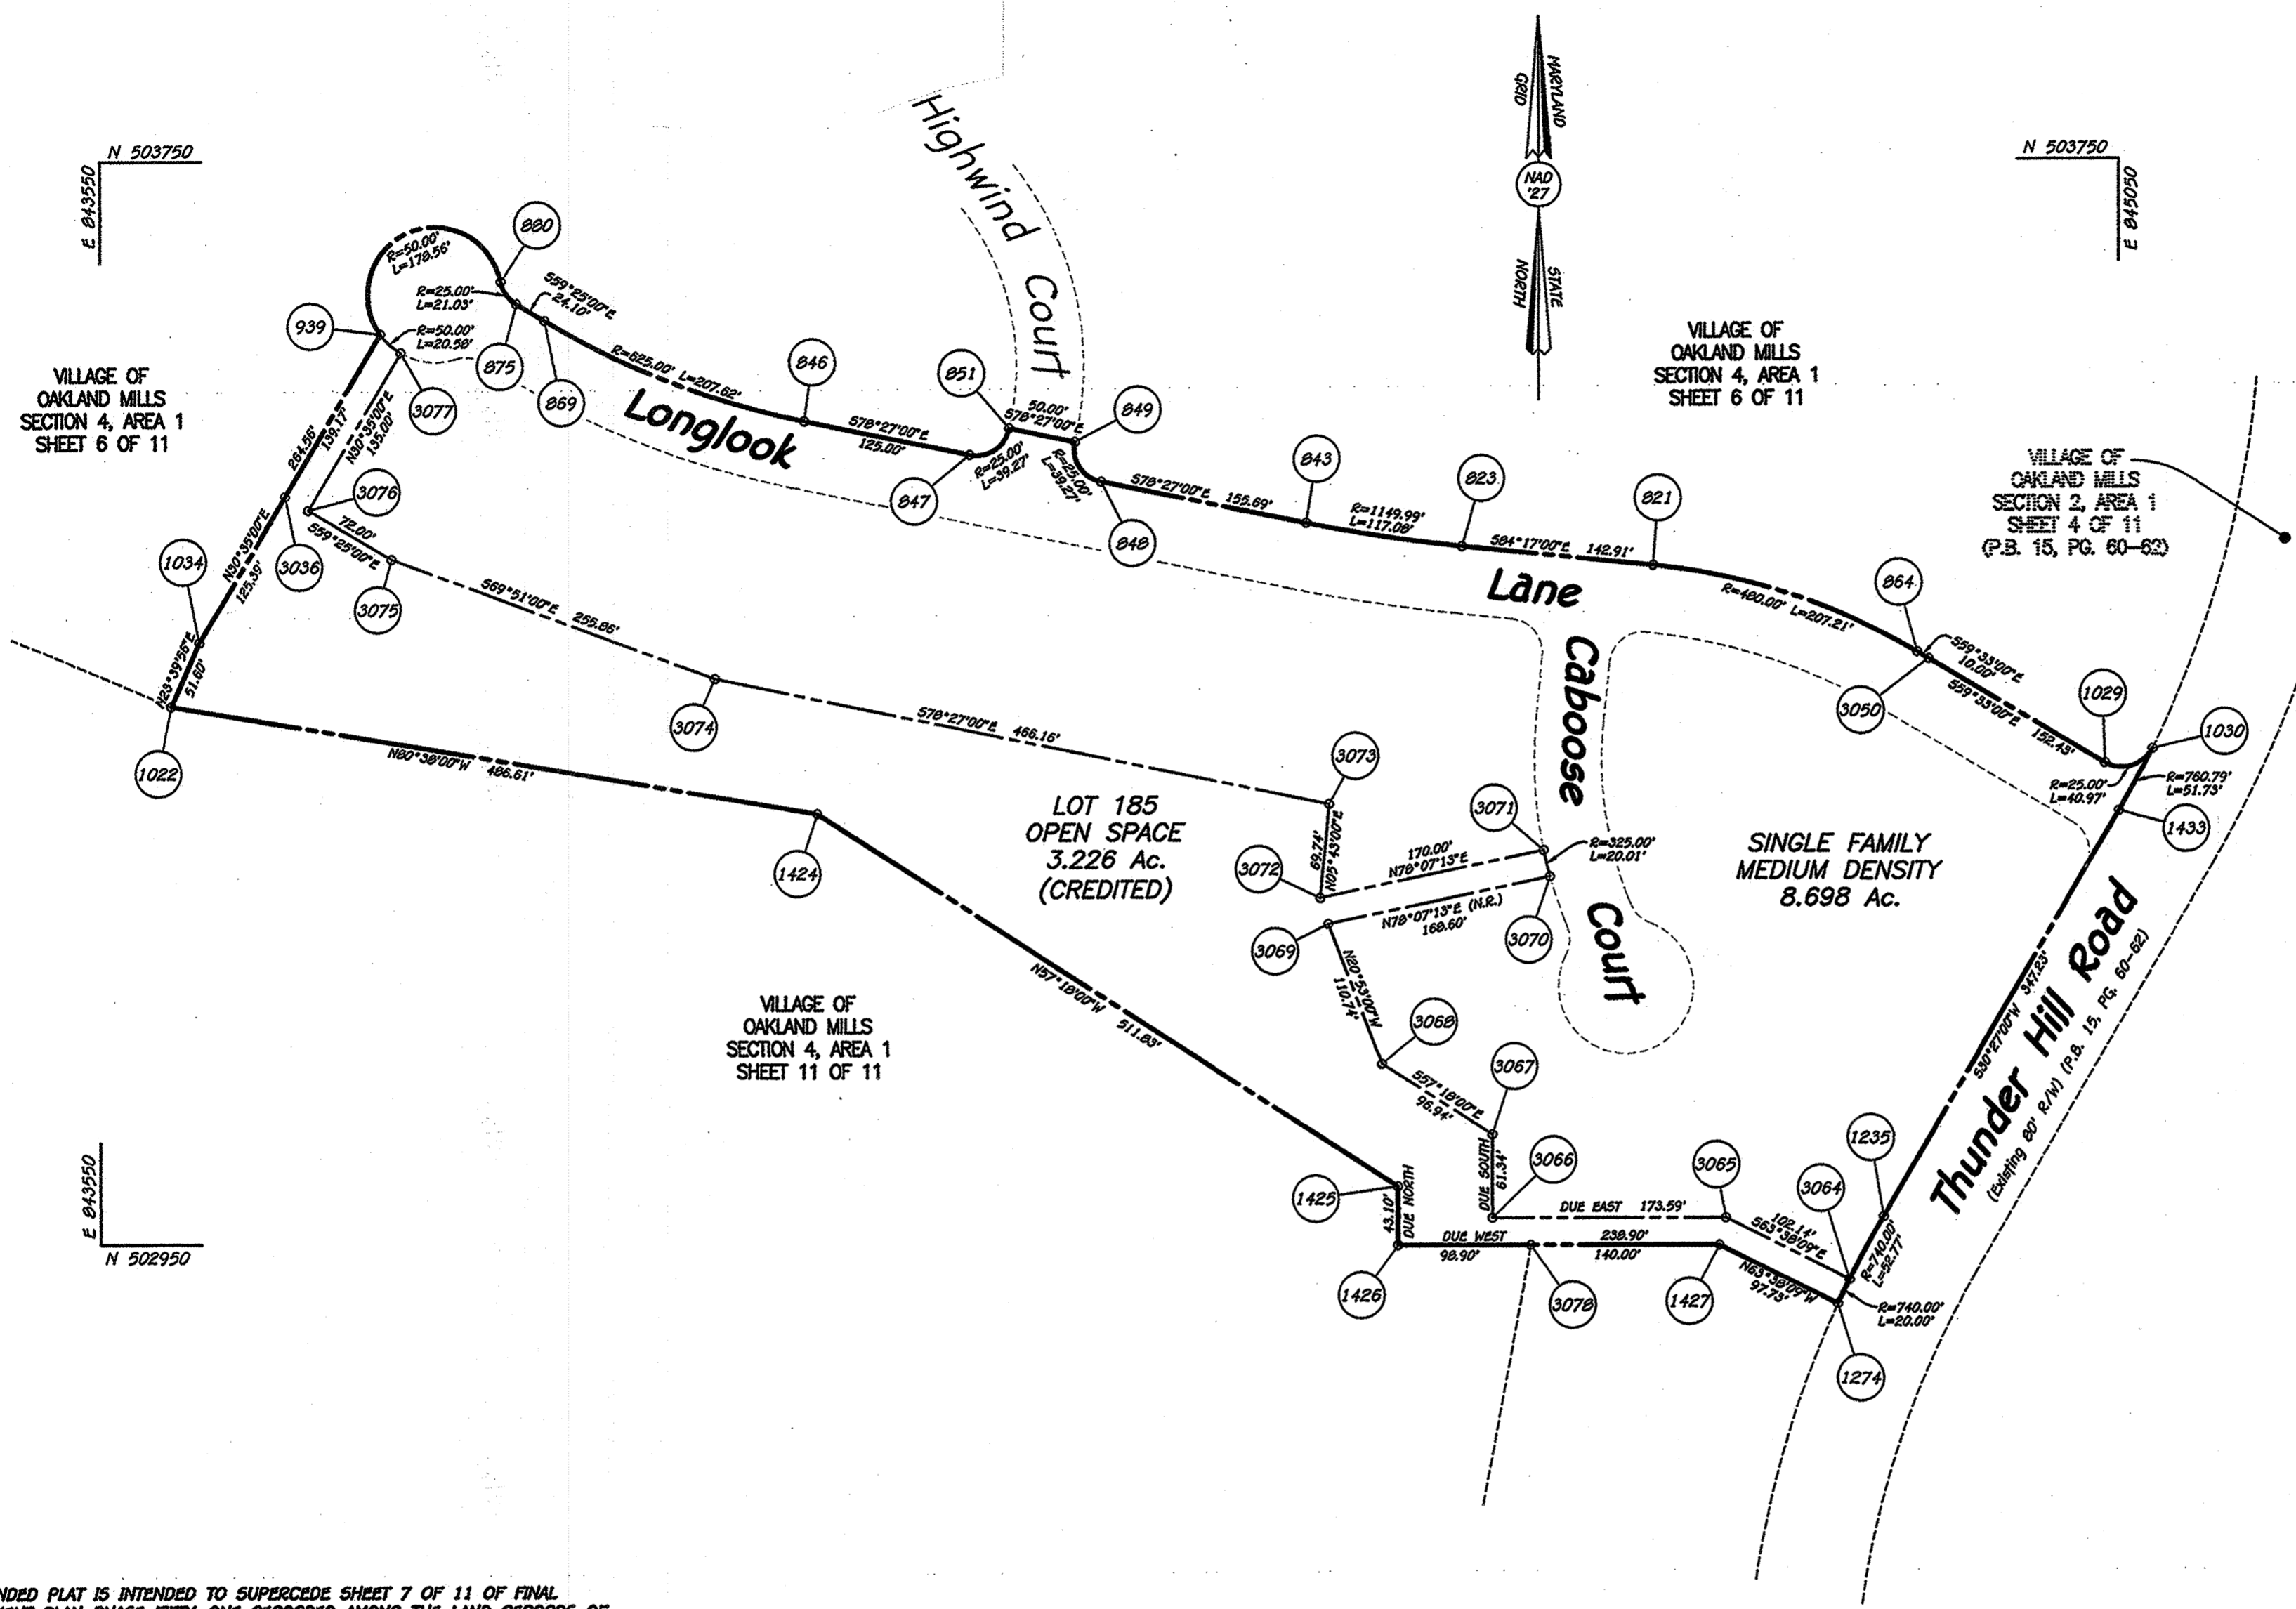 N 503750
E 843550
N 503750
E 845050
MARYLAND
GRID
NAD
'27
NORTH
STATE
Highwind Court
VILLAGE OF
OAKLAND MILLS
SECTION 4, AREA 1
SHEET 6 OF 11
VILLAGE OF
OAKLAND MILLS
SECTION 4, AREA 1
SHEET 6 OF 11
VILLAGE OF
OAKLAND MILLS
SECTION 2, AREA 1
SHEET 4 OF 11
(P.B. 15, PG. 60-62)
880
R=50.00'
L=178.56'
R=25.00'
L=21.03'
S59°25'00"E
24.10'
939
R=50.00'
L=20.58'
875
869
3077
R=625.00' L=207.62'
846
851
50.00'
S78°27'00"E
849
S78°27'00"E
125.00'
R=25.00'
L=39.27'
R=25.00'
L=39.27'
847
848
S78°27'00"E 155.69'
843
R=1149.99'
L=117.08'
823
S84°17'00"E 142.91'
821
R=480.00' L=207.21'
864
S59°33'00"E
10.00'
3050
S59°33'00"E 152.43'
1029
1030
R=25.00'
L=40.97'
R=760.79'
L=51.73'
1433
Longlook
Lane
264.56'
139.17'
N30°35'00"E
135.00'
3076
72.00'
S59°25'00"E
3036
3075
1034
N30°35'00"E
125.39'
N23°39'56"E
51.60'
1022
S69°51'00"E 255.86'
3074
S78°27'00"E 466.16'
3073
N80°38'00"W 486.61'
1424
LOT 185
OPEN SPACE
3.226 Ac.
(CREDITED)
69.74'
N05°43'00"E
3072
170.00'
N78°07'13"E
3071
R=325.00'
L=20.01'
N78°07'13"E (N.R.)
168.60'
3069
3070
Caboose
Court
SINGLE FAMILY
MEDIUM DENSITY
8.698 Ac.
N20°53'00"W
110.74'
3068
S57°18'00"E
96.94'
3067
N57°18'00"W 511.83'
VILLAGE OF
OAKLAND MILLS
SECTION 4, AREA 1
SHEET 11 OF 11
S30°27'00"W 347.23'
Thunder Hill Road
(Existing 80' R/W) (P.B. 15, PG. 60-62)
DUE SOUTH
61.34'
3066
3065
1235
3064
1425
43.10'
DUE NORTH
DUE EAST 173.59'
102.14'
S63°38'09"E
DUE WEST 238.90'
98.90' 140.00'
1426
3078
1427
N63°38'09"W
97.73'
R=740.00'
L=52.77'
R=740.00'
L=20.00'
1274
E 843550
N 502950
NDED PLAT IS INTENDED TO SUPERCEDE SHEET 7 OF 11 OF FINAL